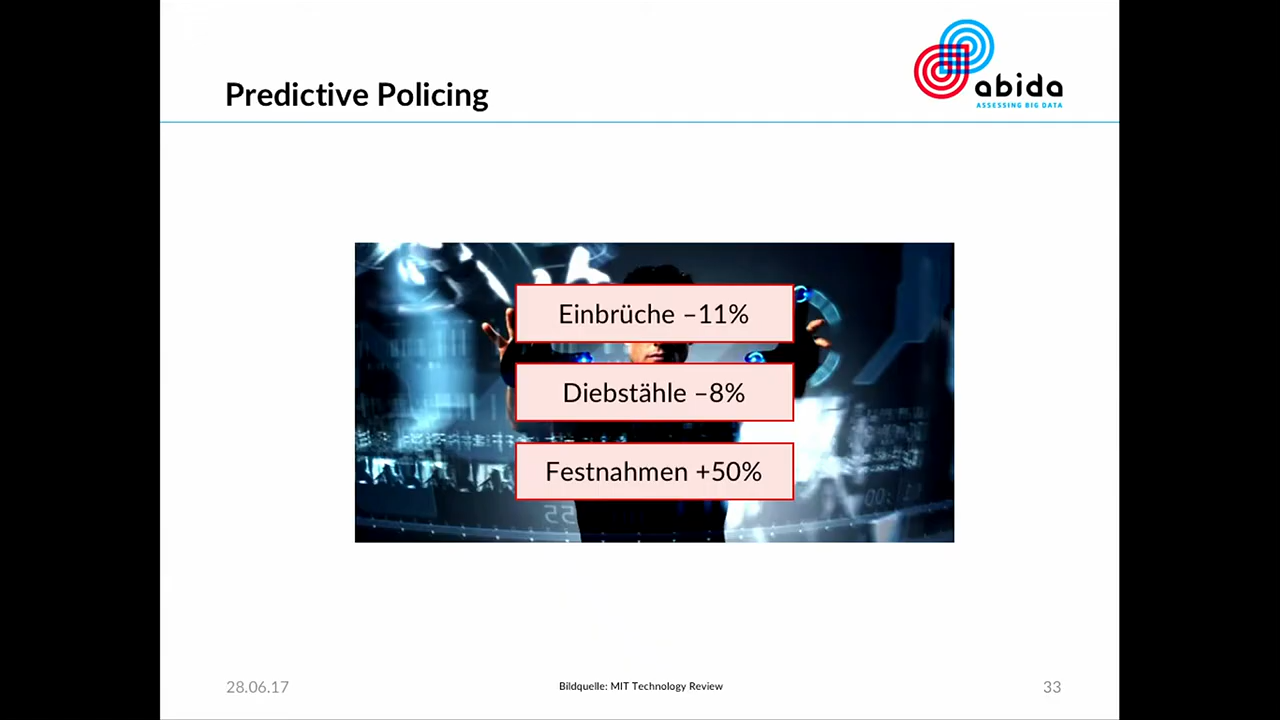 Predictive Policing
abida
ASSESSING BIG DATA
Einbrüche –11%
Diebstähle –8%
Festnahmen +50%
28.06.17
Bildquelle: MIT Technology Review
33